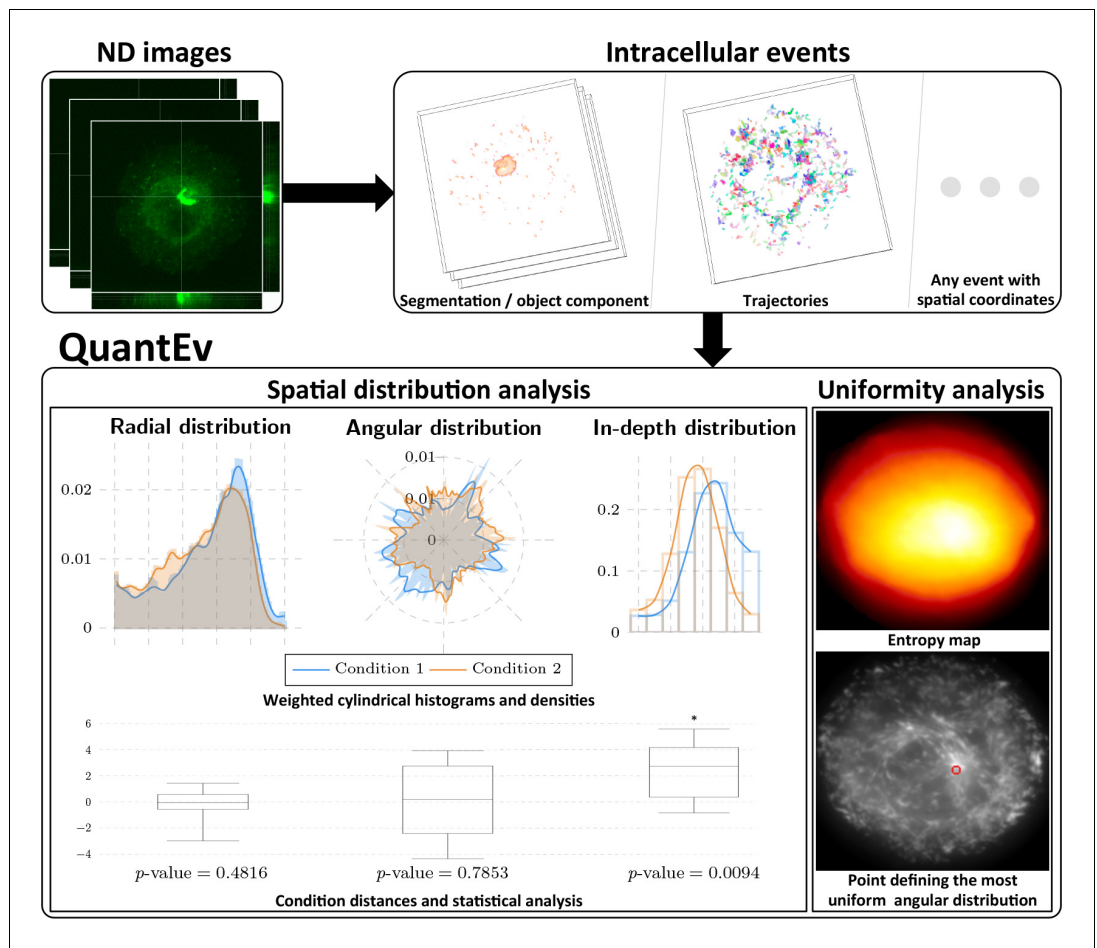 ND images
Intracellular events
Segmentation / object component
Trajectories
Any event with
spatial coordinates
QuantEv
Spatial distribution analysis
Uniformity analysis
Radial distribution
Angular distribution
In-depth distribution
0.02
0.01
0
0.01
0.01
0
0.2
0.1
0
Condition 1
Condition 2
Weighted cylindrical histograms and densities
Entropy map
6
4
2
0
−2
−4
*
p-value = 0.4816
p-value = 0.7853
p-value = 0.0094
Condition distances and statistical analysis
Point defining the most
uniform angular distribution